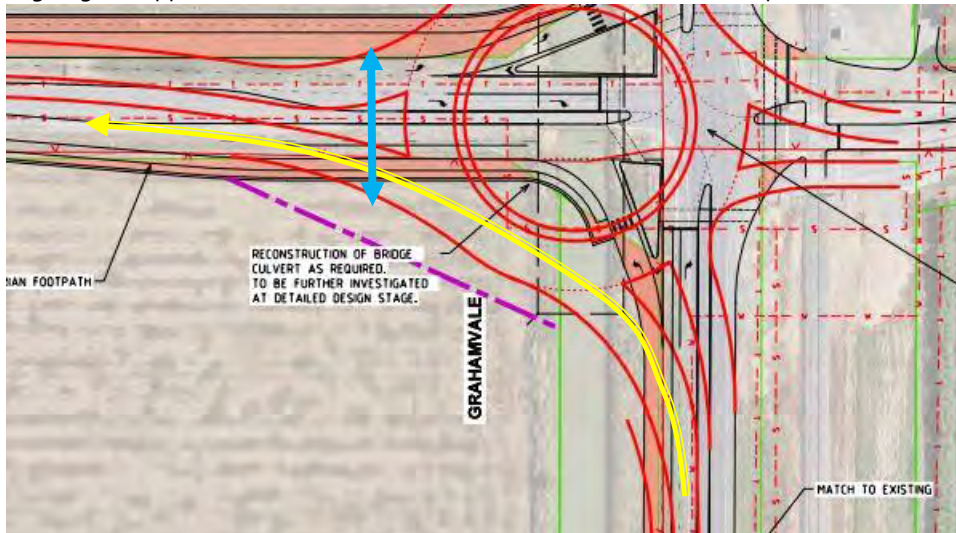 RECONSTRUCTION OF BRIDGE
CULVERT AS REQUIRED.
TO BE FURTHER INVESTIGATED
AT DETAILED DESIGN STAGE.
IAN FOOTPATH
GRAHAMVALE
MATCH TO EXISTING